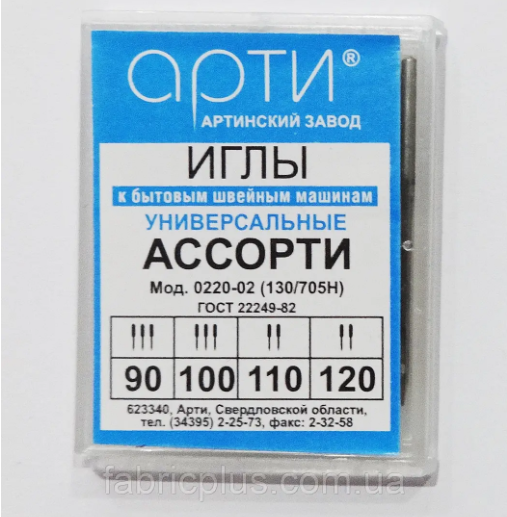 арти®
АРТИНСКИЙ ЗАВОД
ИГЛЫ
к бытовым швейным машинам
УНИВЕРСАЛЬНЫЕ
АССОРТИ
Мод. 0220-02 (130/705Н)
ГОСТ 22249-82
90 100 110 120
623340, Арти, Свердловской области,
тел. (34395) 2-25-73, факс: 2-32-58
fabricplus.com.ua